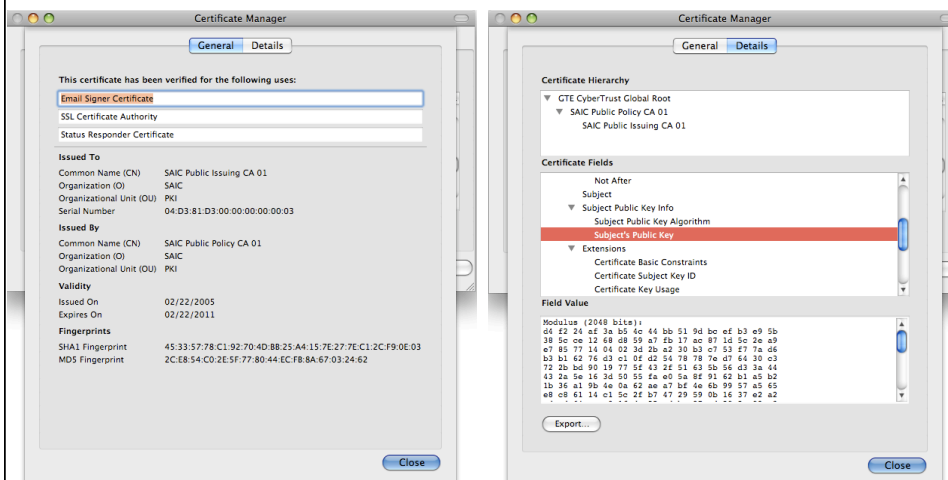 Certificate Manager
General Details
This certificate has been verified for the following uses:
Email Signer Certificate
SSL Certificate Authority
Status Responder Certificate
Issued To
Common Name (CN) SAIC Public Issuing CA 01
Organization (O) SAIC
Organizational Unit (OU) PKI
Serial Number 04:D3:81:D3:00:00:00:00:00:03
Issued By
Common Name (CN) SAIC Public Policy CA 01
Organization (O) SAIC
Organizational Unit (OU) PKI
Validity
Issued On 02/22/2005
Expires On 02/22/2011
Fingerprints
SHA1 Fingerprint 45:33:57:78:C1:92:70:4D:BB:25:A4:15:7E:27:7E:C1:2C:F9:0E:03
MD5 Fingerprint 2C:E8:54:C0:2E:5F:77:80:44:EC:FB:8A:67:03:24:62
Close
Certificate Manager
General Details
Certificate Hierarchy
GTE CyberTrust Global Root
SAIC Public Policy CA 01
SAIC Public Issuing CA 01
Certificate Fields
Not After
Subject
Subject Public Key Info
Subject Public Key Algorithm
Subject's Public Key
Extensions
Certificate Basic Constraints
Certificate Subject Key ID
Certificate Key Usage
Field Value
Modulus (2048 bits):
d4 f2 24 af 3a b5 4c 44 bb 51 9d bc ef b3 e9 5b
38 5c ce 12 68 d8 59 a7 fb 17 ac 87 1d 5c 2e a9
e7 85 77 14 04 02 3d 2b a2 30 b3 c7 53 f7 7a d6
b3 b1 62 76 d3 c1 0f d2 54 78 78 7e d7 64 30 c3
72 2b bd 90 19 77 5f 43 2f 51 63 5b 56 d3 3a 44
43 2a 5e 16 3d 50 55 fa e0 5a 8f 91 62 b1 a5 b2
1b 36 a1 9b 4e 0a 62 ae a7 bf 4e 6b 99 57 a5 65
e8 c8 61 14 c1 5c 2f b7 47 29 59 0b 16 37 e2 a2
Export...
Close